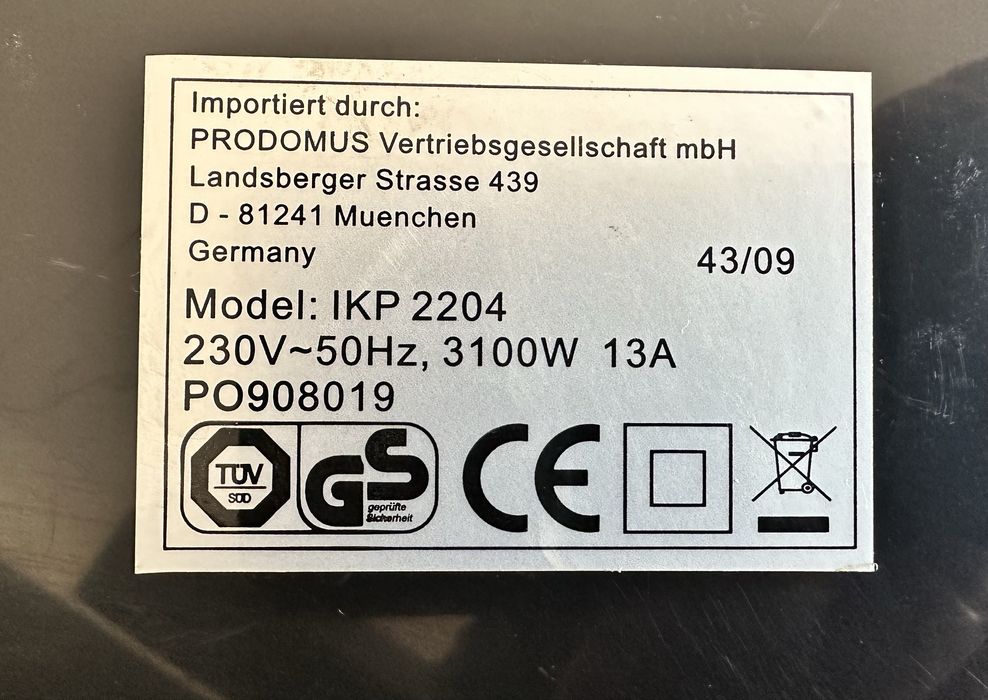 Importiert durch:
PRODOMUS Vertriebsgesellschaft mbH
Landsberger Strasse 439
D - 81241 Muenchen
Germany
43/09
Model: IKP 2204
230V~50Hz, 3100W 13A
PO908019
TÜV
SÜD
GS
geprüfte
Sicherheit
CE